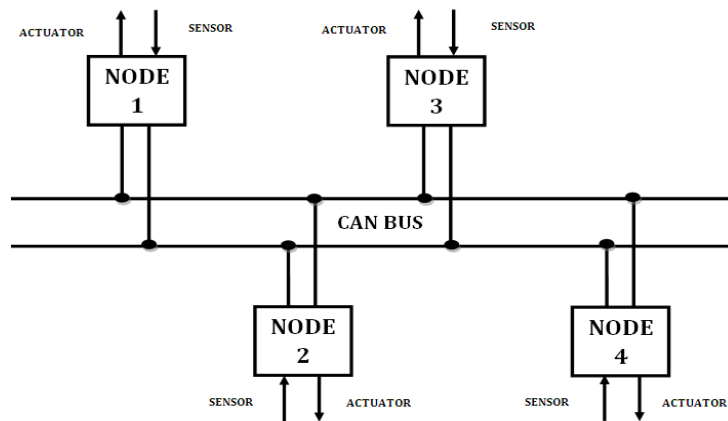 ACTUATOR
SENSOR
ACTUATOR
SENSOR
NODE
1
NODE
3
CAN BUS
NODE
2
NODE
4
SENSOR
ACTUATOR
SENSOR
ACTUATOR